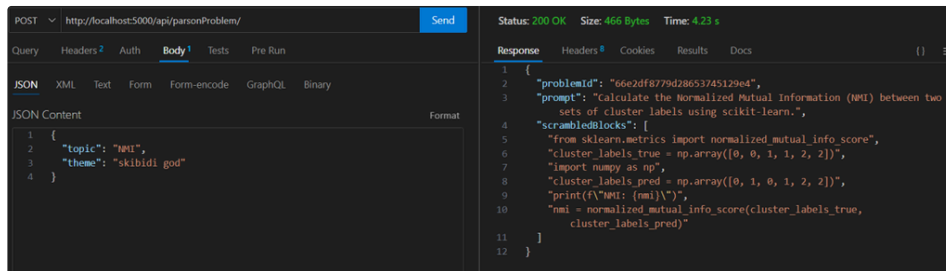 POST http://localhost:5000/api/parsonProblem/ Send
Query Headers 2 Auth Body 1 Tests Pre Run
JSON XML Text Form Form-encode GraphQL Binary
JSON Content Format
1 {
2 "topic": "NMI",
3 "theme": "skibidi god"
4 }
Status: 200 OK Size: 466 Bytes Time: 4.23 s
Response Headers 8 Cookies Results Docs {}
1 {
2 "problemId": "66e2df8779d28653745129e4",
3 "prompt": "Calculate the Normalized Mutual Information (NMI) between two
sets of cluster labels using scikit-learn.",
4 "scrambledBlocks": [
5 "from sklearn.metrics import normalized_mutual_info_score",
6 "cluster_labels_true = np.array([0, 0, 1, 1, 2, 2])",
7 "import numpy as np",
8 "cluster_labels_pred = np.array([0, 1, 0, 1, 2, 2])",
9 "print(f\"NMI: {nmi}\")",
10 "nmi = normalized_mutual_info_score(cluster_labels_true,
cluster_labels_pred)"
11 ]
12 }